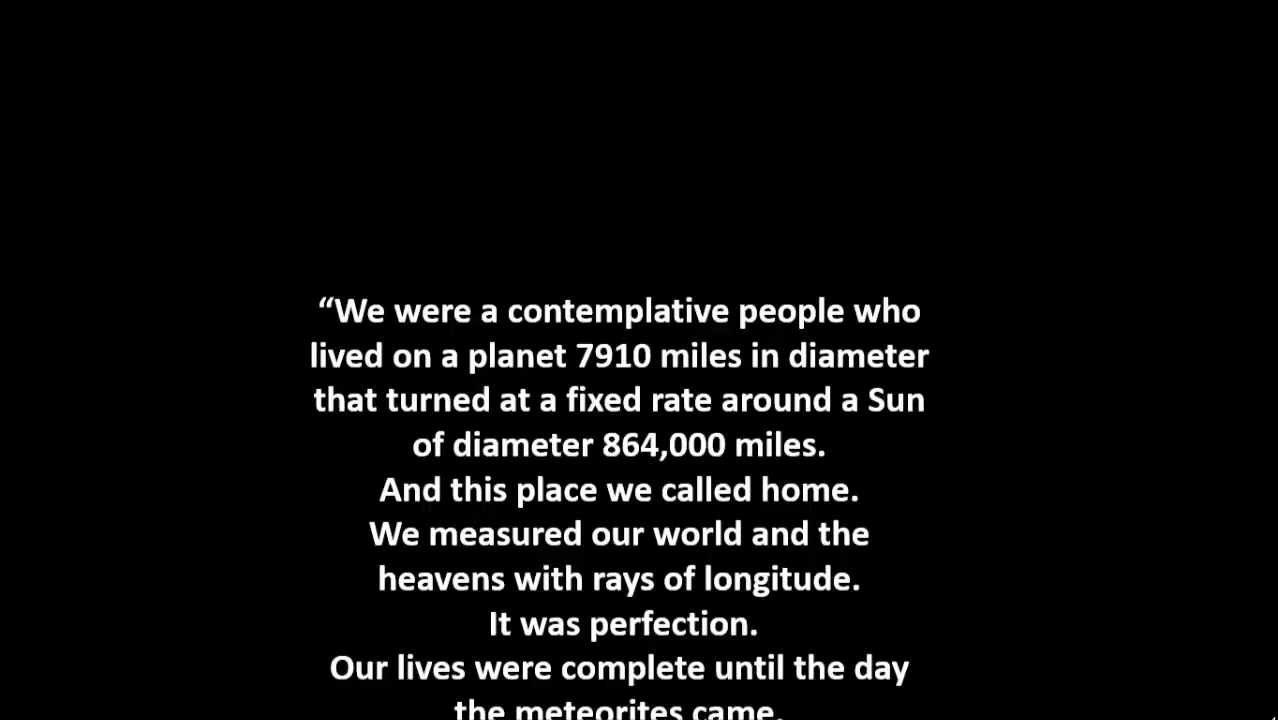 “We were a contemplative people who
lived on a planet 7910 miles in diameter
that turned at a fixed rate around a Sun
of diameter 864,000 miles.
And this place we called home.
We measured our world and the
heavens with rays of longitude.
It was perfection.
Our lives were complete until the day
the meteorites came.